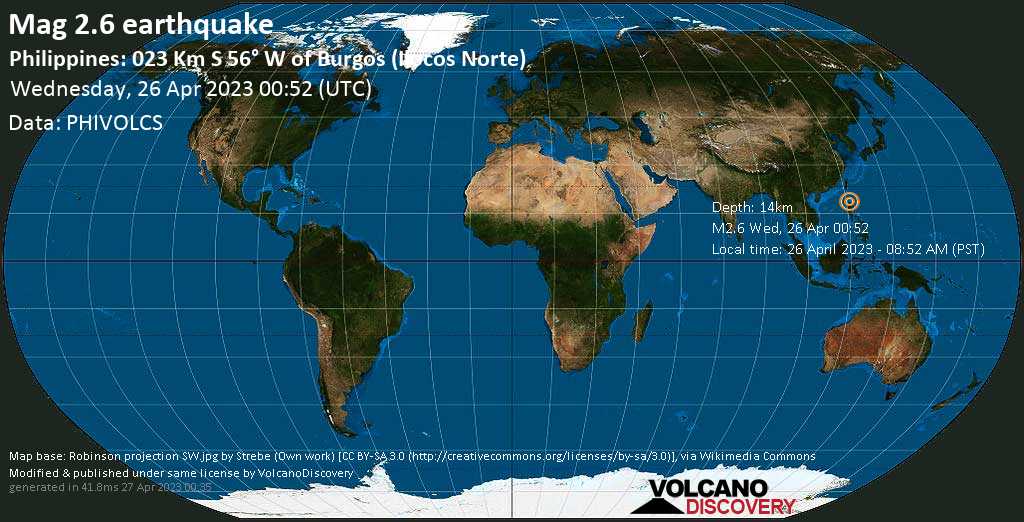 Mag 2.6 earthquake
Philippines: 023 Km S 56° W of Burgos (Ilocos Norte)
Wednesday, 26 Apr 2023 00:52 (UTC)
Data: PHIVOLCS
Depth: 14km
M2.6 Wed, 26 Apr 00:52
Local time: 26 April 2023 - 08:52 AM (PST)
Map base: Robinson projection SW.jpg by Strebe (Own work) [CC BY-SA 3.0 (http://creativecommons.org/licenses/by-sa/3.0)], via Wikimedia Commons
Modified & published under same license by VolcanoDiscovery
generated in 41.8ms 27 Apr 2023 00:35
VOLCANO
DISCOVERY